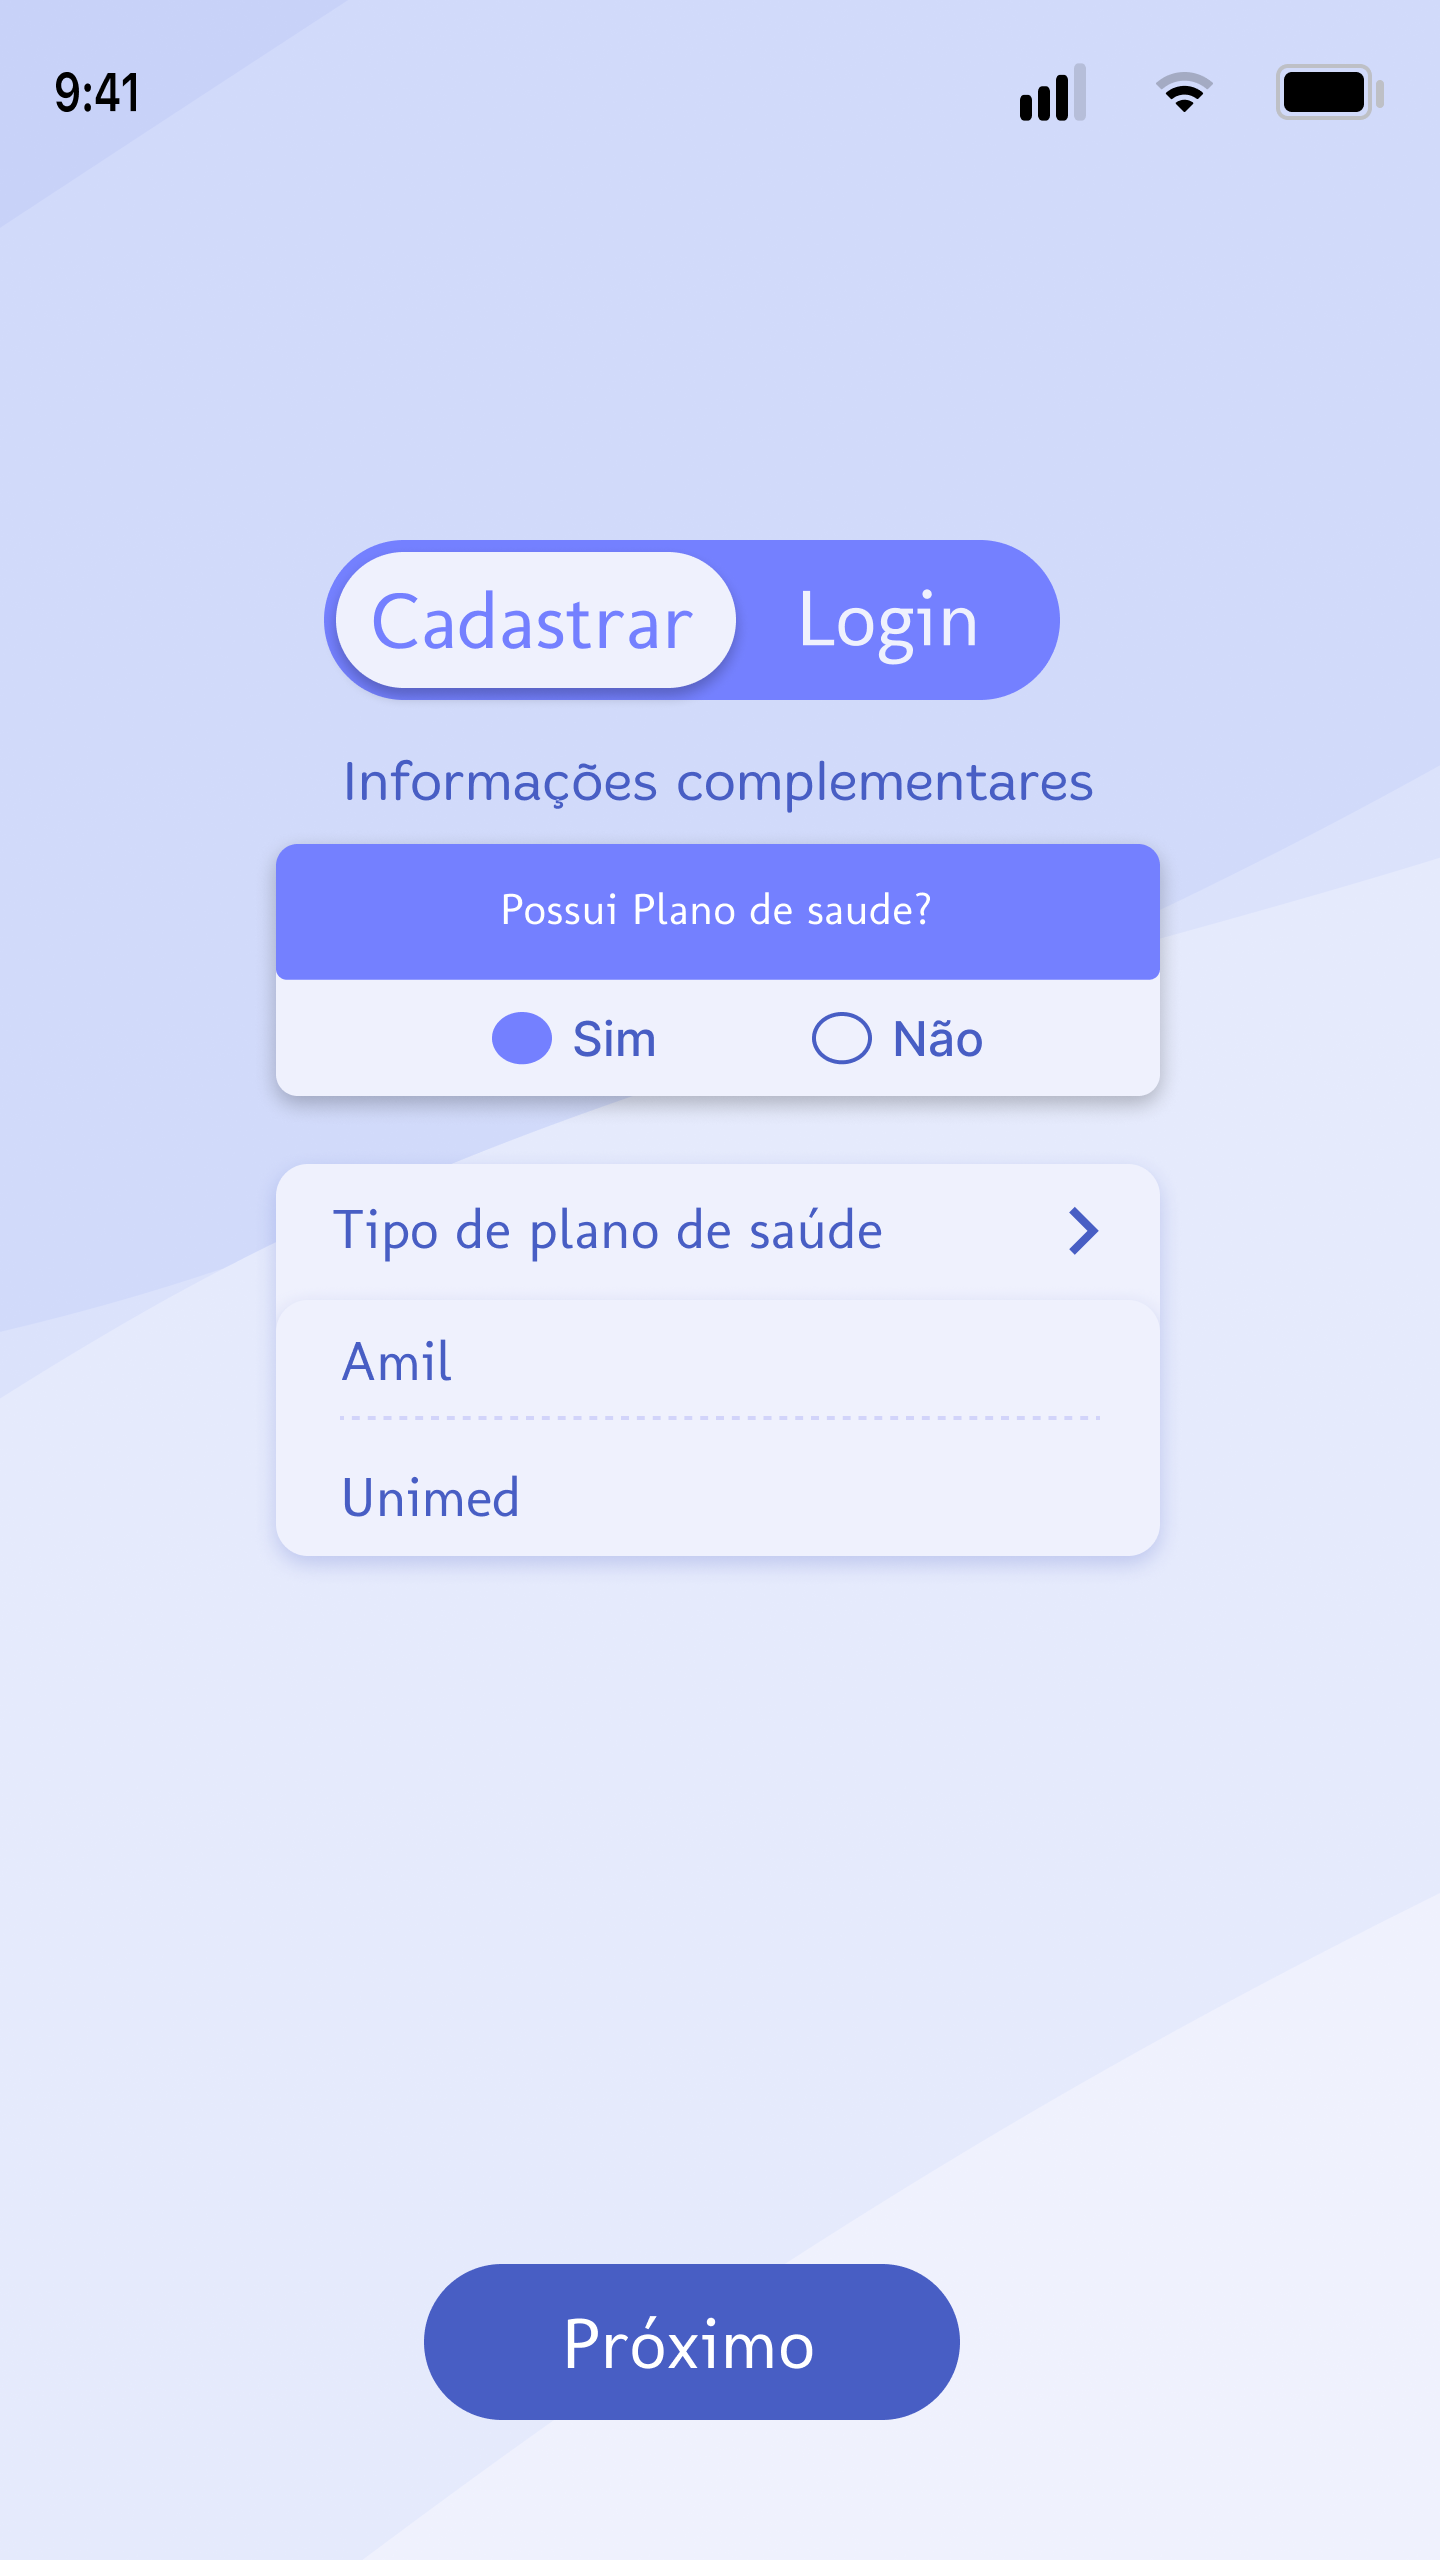 9:41
Cadastrar Login
Informações complementares
Possui Plano de saude?
Sim Não
Tipo de plano de saúde
Amil
Unimed
Próximo